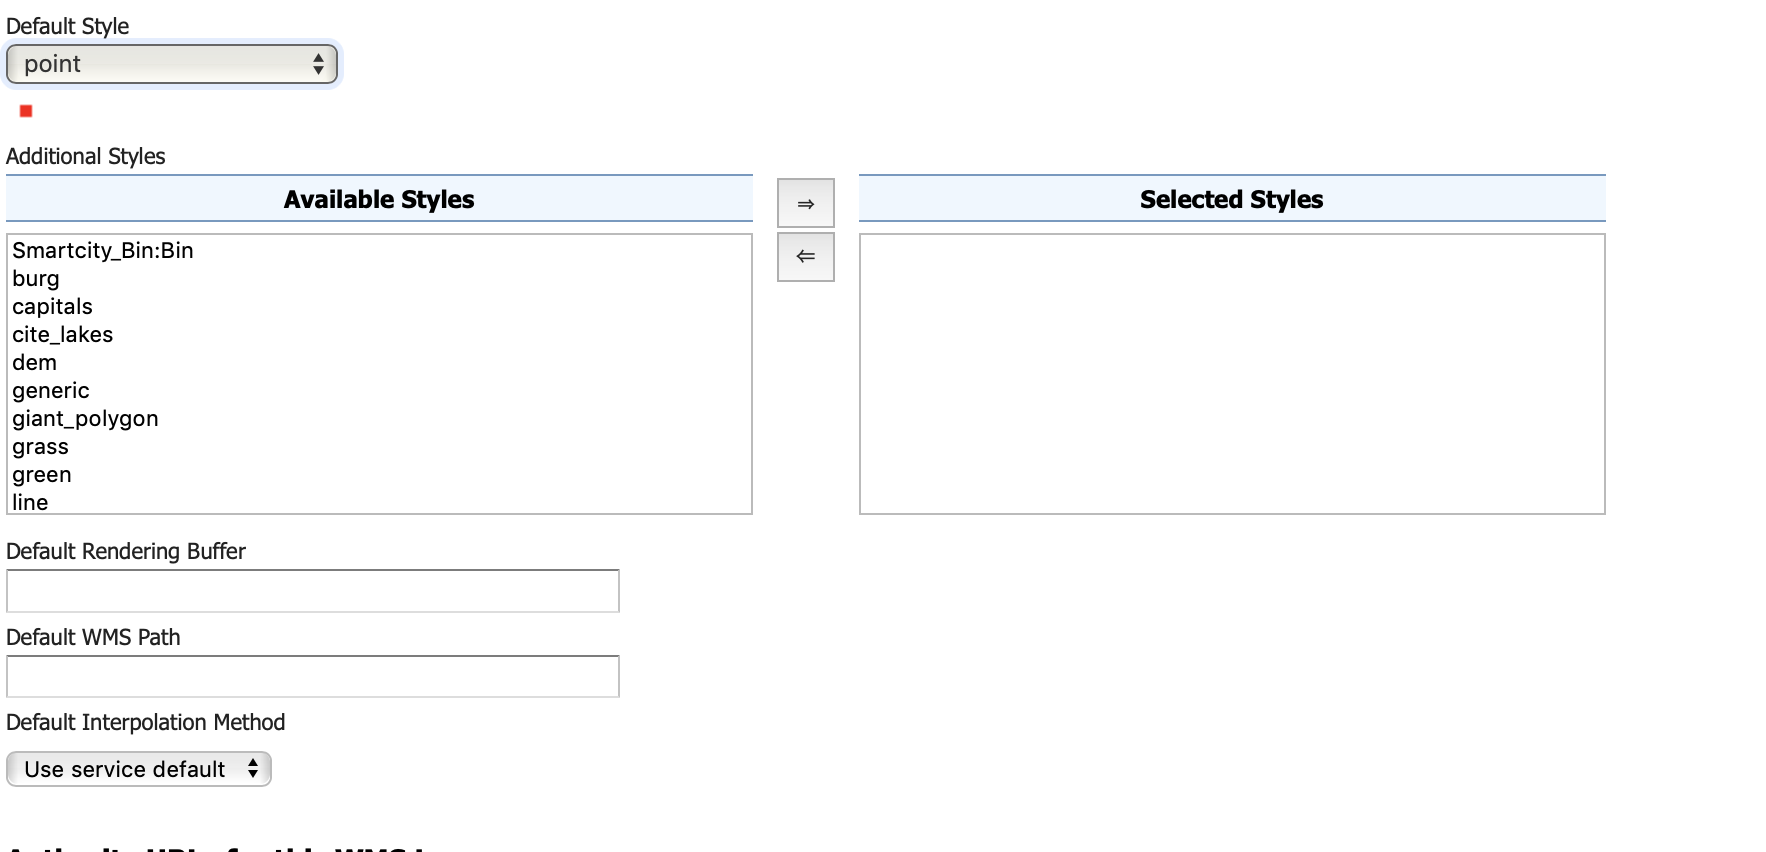 Default Style
point
Additional Styles
Available Styles
⇒
Selected Styles
⇐
Smartcity_Bin:Bin
burg
capitals
cite_lakes
dem
generic
giant_polygon
grass
green
line
Default Rendering Buffer
Default WMS Path
Default Interpolation Method
Use service default